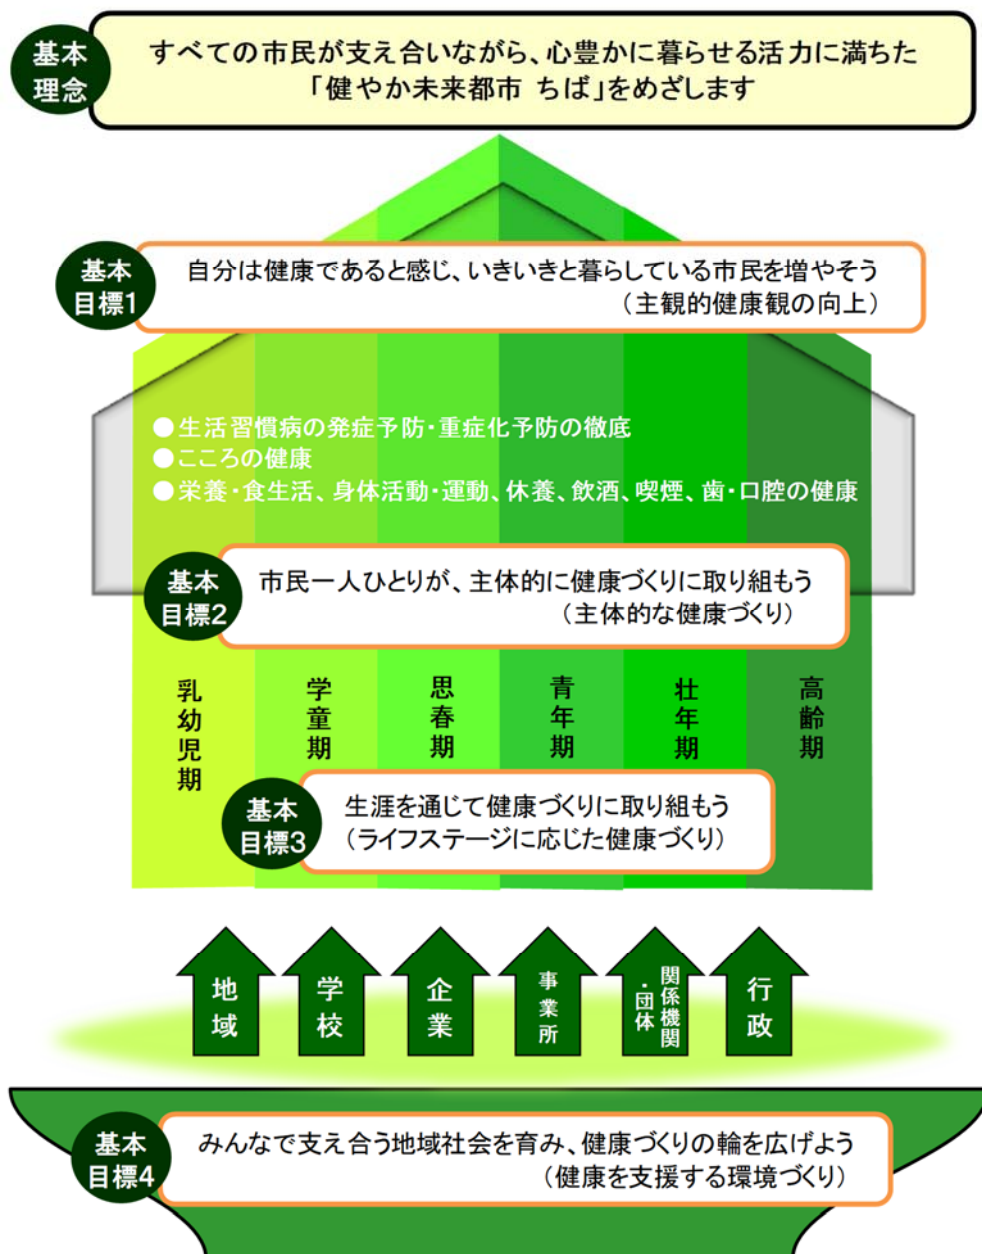 基本
理念
すべての市民が支え合いながら、心豊かに暮らせる活力に満ちた
「健やか未来都市 ちば」をめざします
基本
目標1
自分は健康であると感じ、いきいきと暮らしている市民を増やそう
（主観的健康観の向上）
●生活習慣病の発症予防・重症化予防の徹底
●こころの健康
●栄養・食生活、身体活動・運動、休養、飲酒、喫煙、歯・口腔の健康
基本
目標2
市民一人ひとりが、主体的に健康づくりに取り組もう
（主体的な健康づくり）
乳幼児期
学童期
思春期
青年期
壮年期
高齢期
基本
目標3
生涯を通じて健康づくりに取り組もう
（ライフステージに応じた健康づくり）
地域
学校
企業
事業所
関係機関
・団体
行政
基本
目標4
みんなで支え合う地域社会を育み、健康づくりの輪を広げよう
（健康を支援する環境づくり）